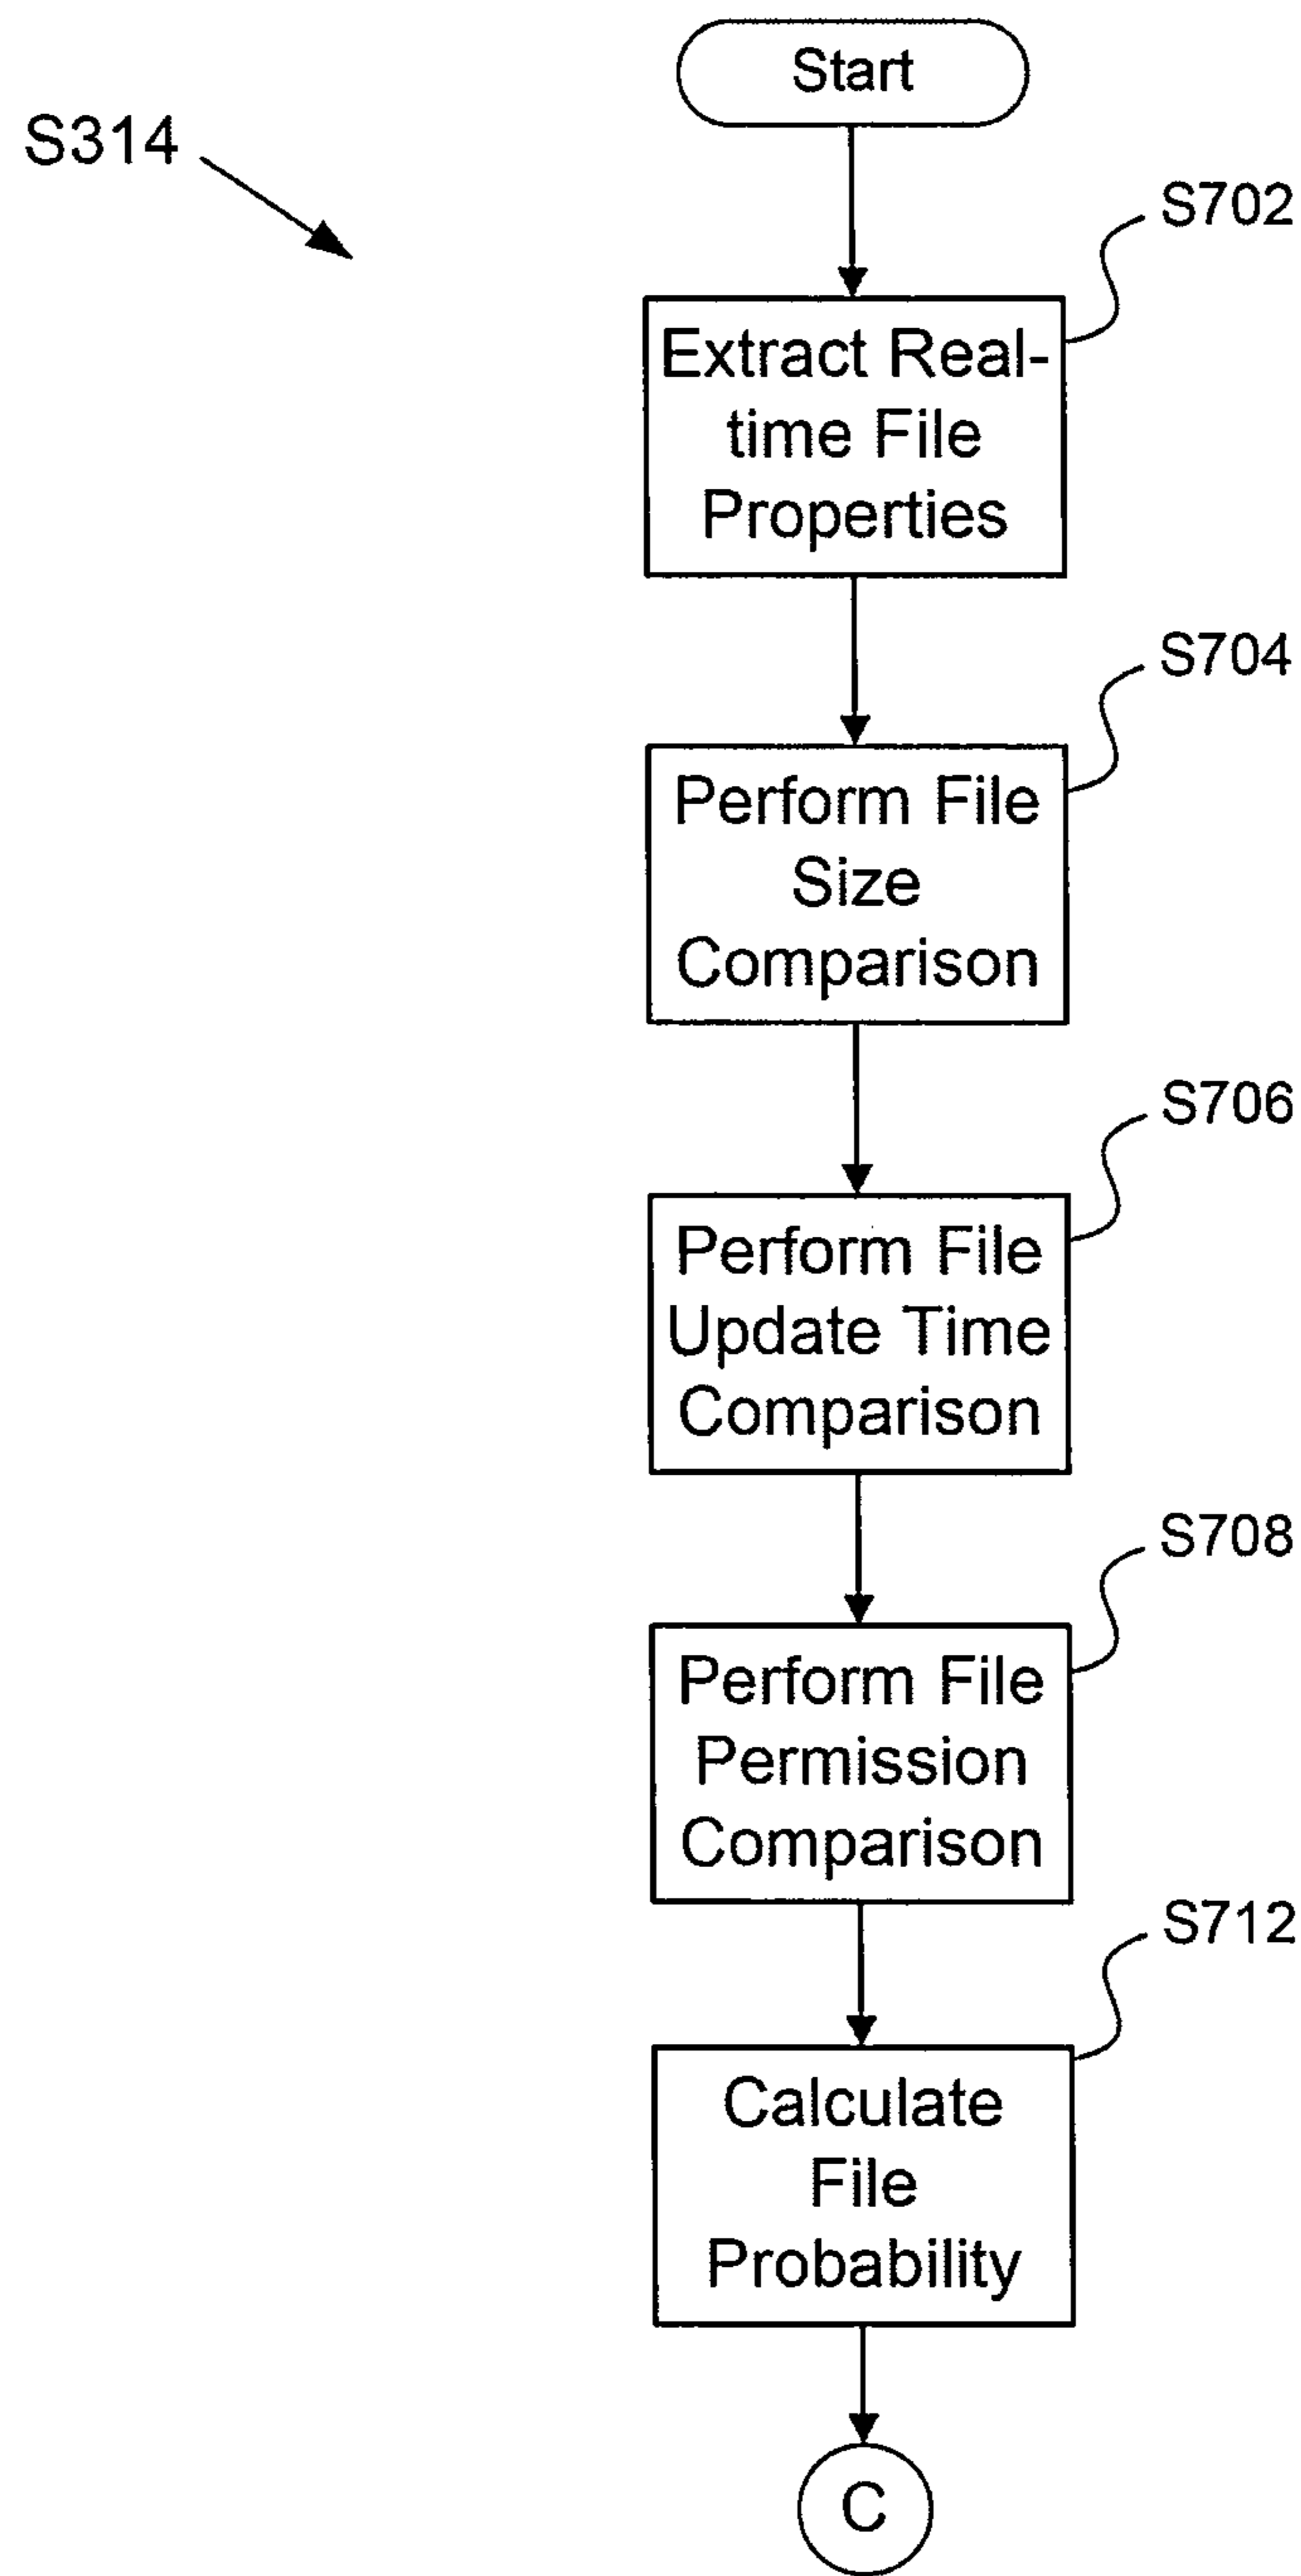 Start
S314
S702
Extract Real-
time File
Properties
S704
Perform File
Size
Comparison
S706
Perform File
Update Time
Comparison
S708
Perform File
Permission
Comparison
S712
Calculate
File
Probability
C